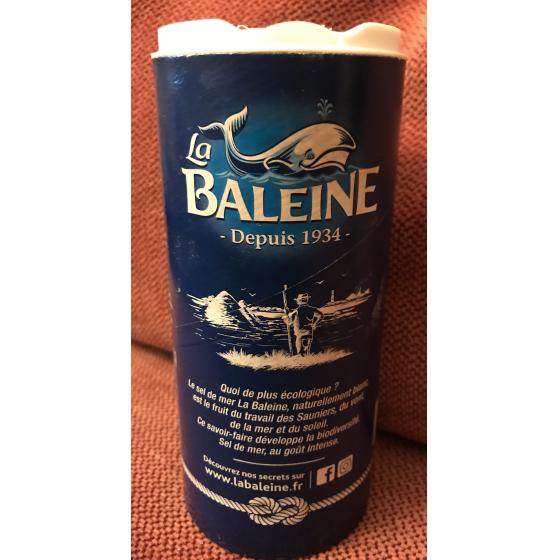 La
BALEINE
- Depuis 1934 -
Quoi de plus écologique ?
Le sel de mer La Baleine, naturellement blanc,
est le fruit du travail des Sauniers, du vent,
de la mer et du soleil.
Ce savoir-faire développe la biodiversité.
Sel de mer, au goût intense.
Découvrez nos secrets sur
www.labaleine.fr